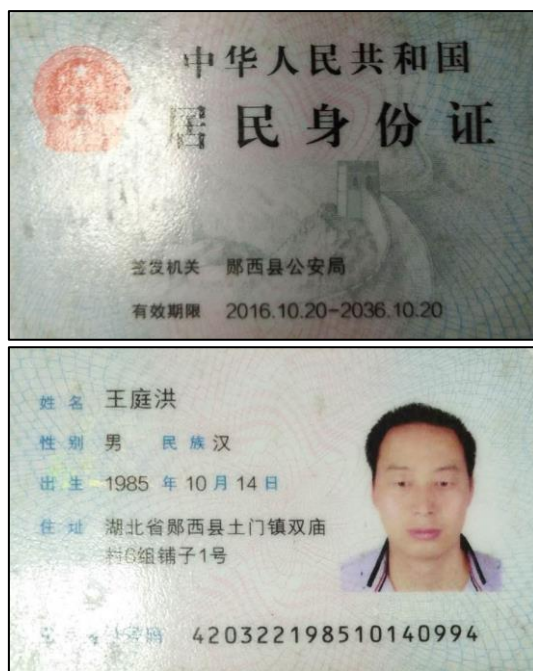 中华人民共和国
居民身份证
签发机关 郧西县公安局
有效期限 2016.10.20-2036.10.20
姓名 王庭洪
性别 男 民族 汉
出生 1985 年 10 月 14 日
住址 湖北省郧西县土门镇双庙
村6组铺子1号
420322198510140994